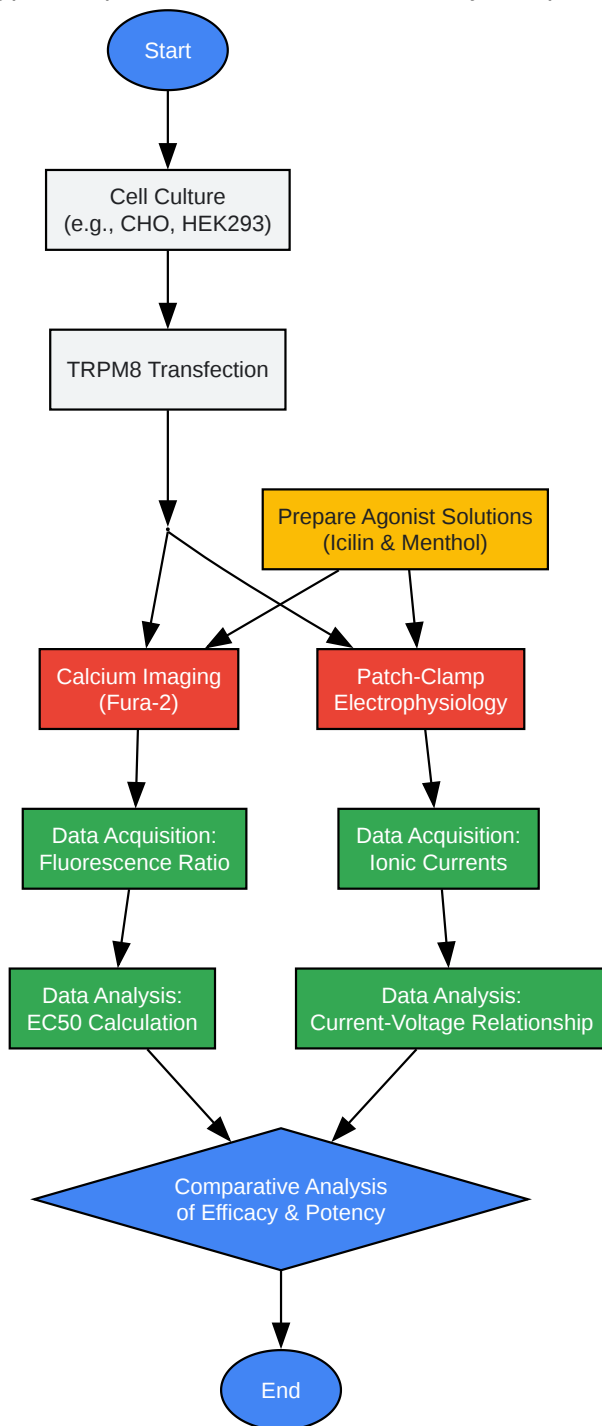 Start
Cell Culture
(e.g., CHO, HEK293)
TRPM8 Transfection
Prepare Agonist Solutions
(Icilin & Menthol)
Calcium Imaging
(Fura-2)
Patch-Clamp
Electrophysiology
Data Acquisition:
Fluorescence Ratio
Data Acquisition:
Ionic Currents
Data Analysis:
EC50 Calculation
Data Analysis:
Current-Voltage Relationship
Comparative Analysis
of Efficacy & Potency
End